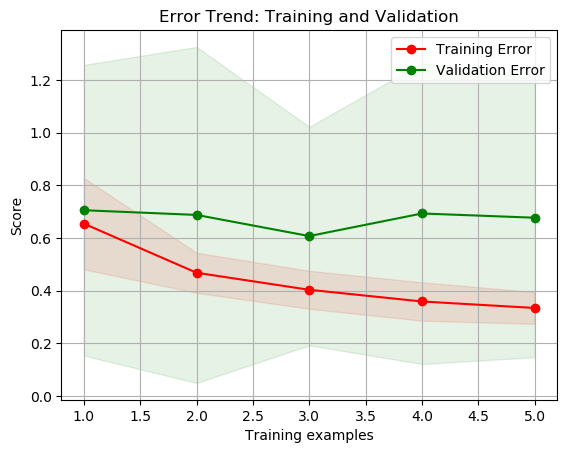 Error Trend: Training and Validation
Training Error
Validation Error
Score
1.2
1.0
0.8
0.6
0.4
0.2
0.0
1.0 1.5 2.0 2.5 3.0 3.5 4.0 4.5 5.0
Training examples